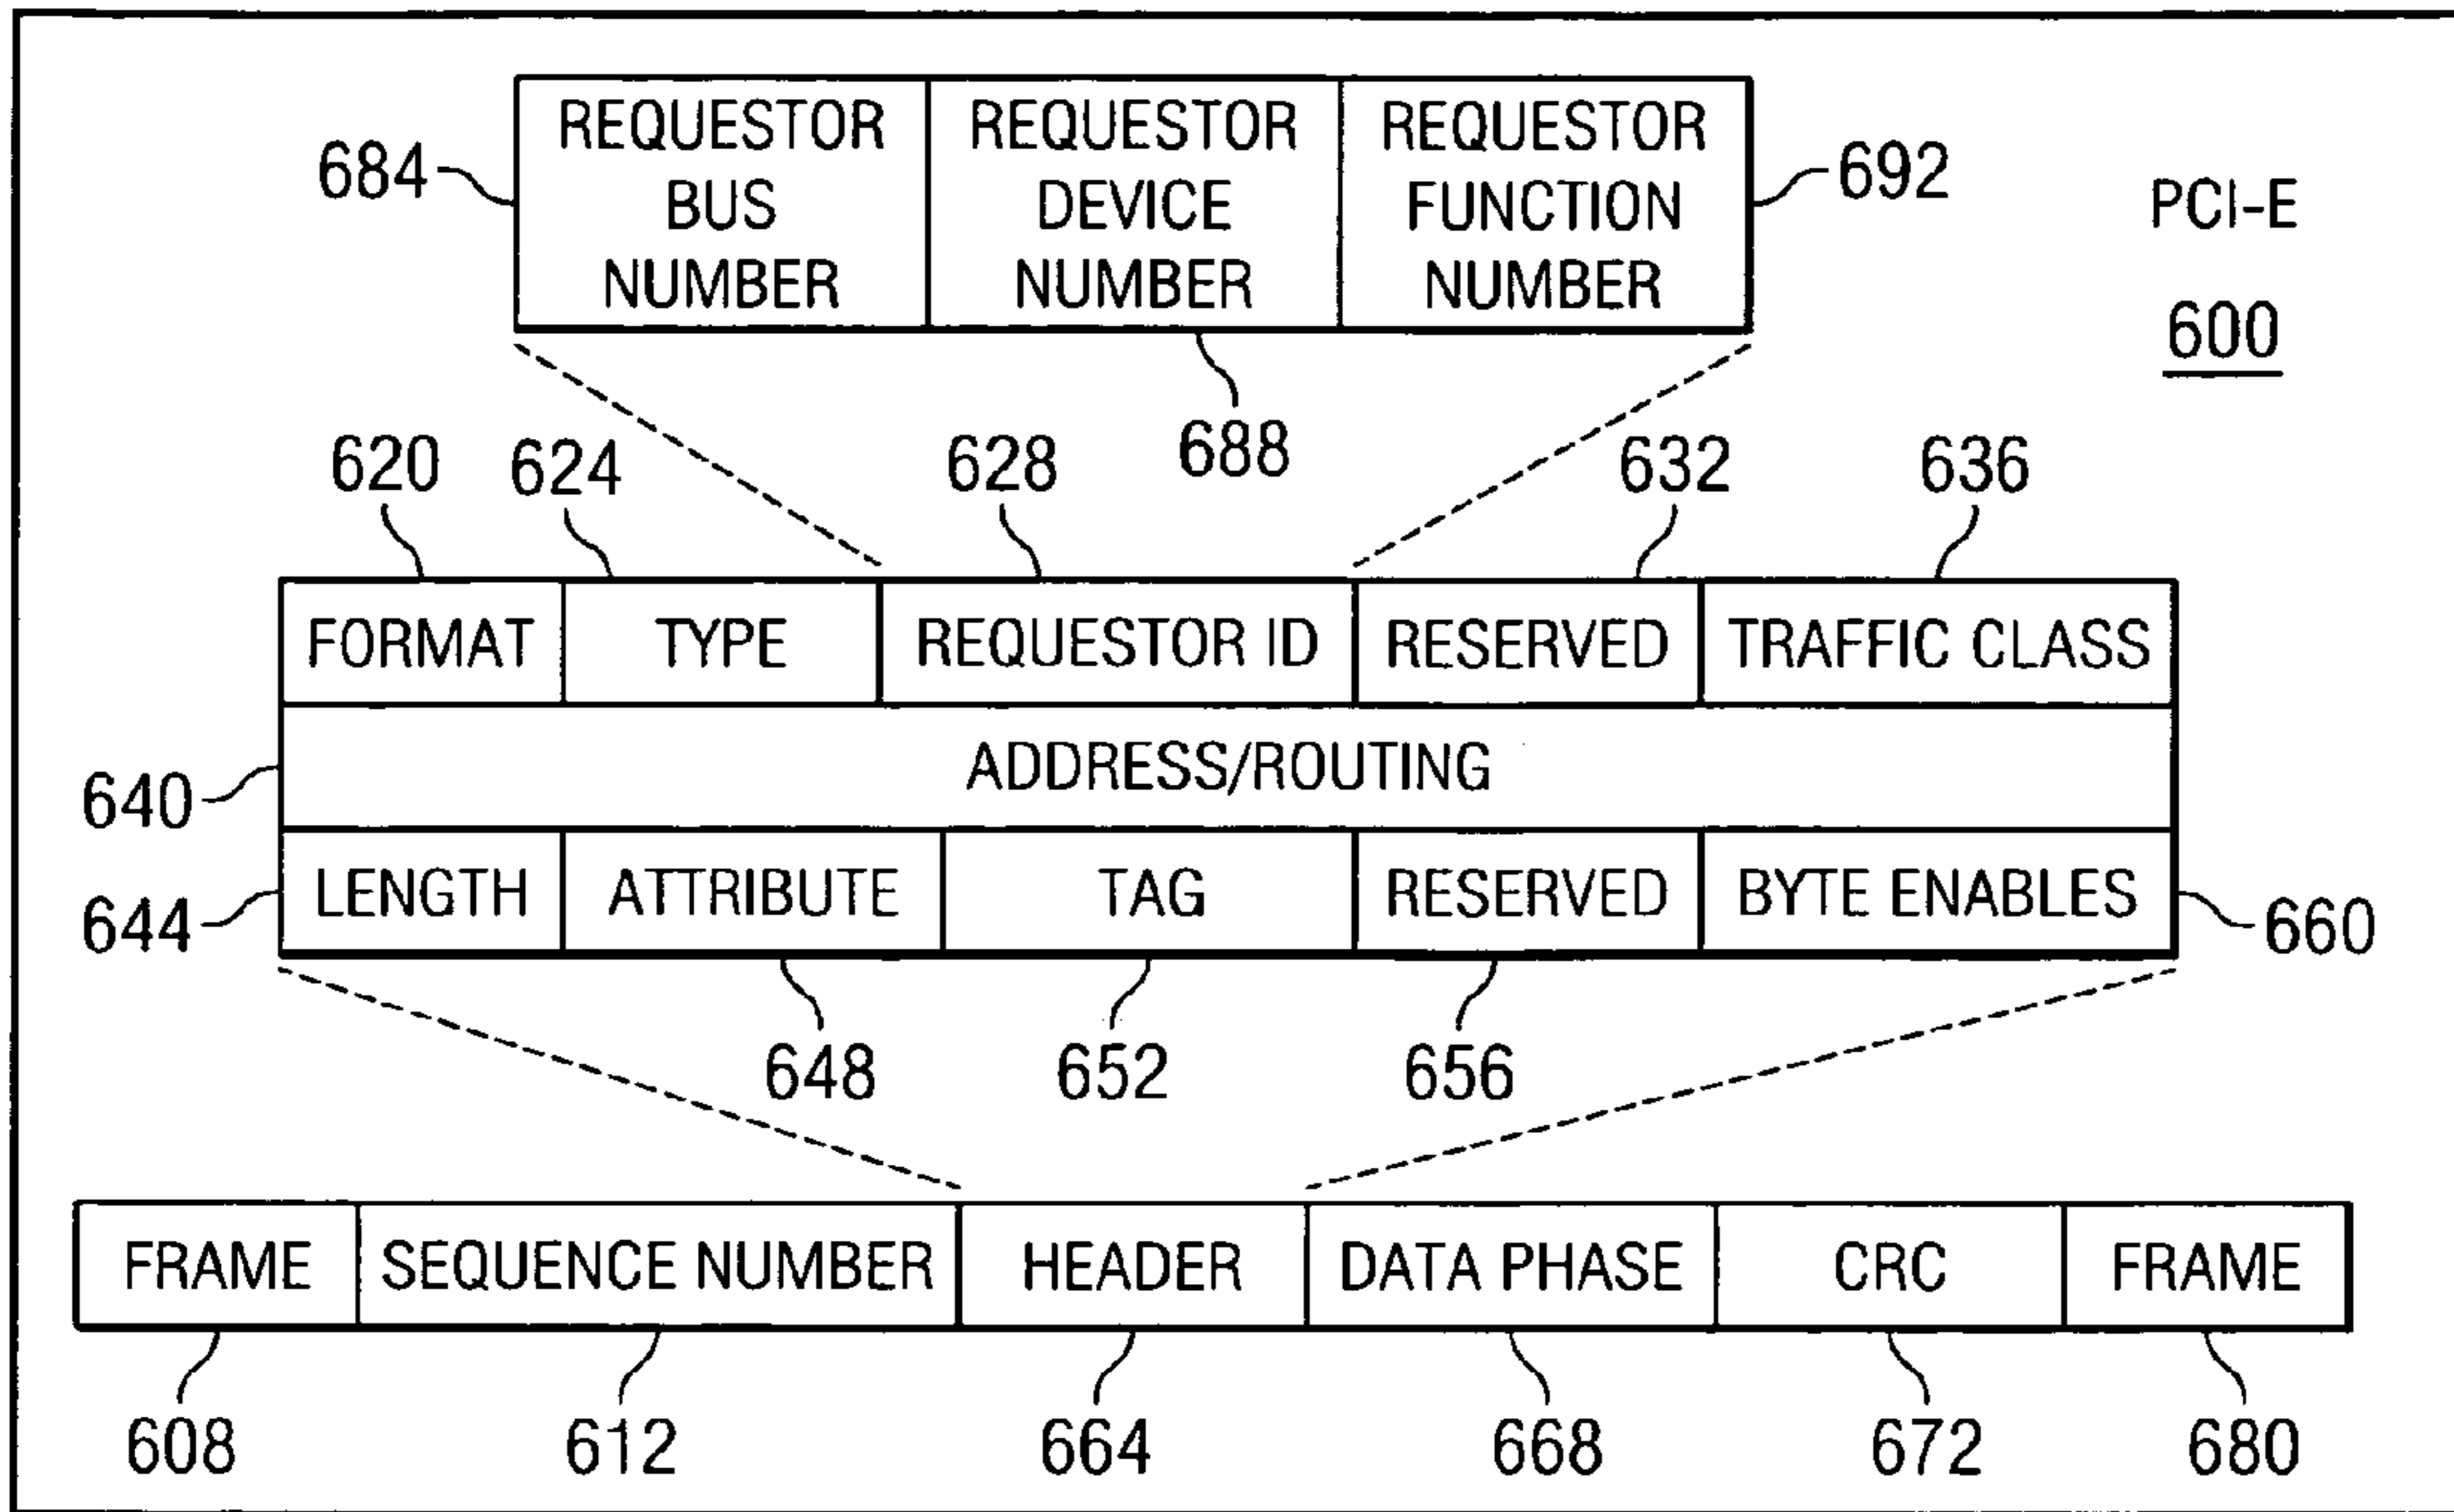 REQUESTOR BUS NUMBER
REQUESTOR DEVICE NUMBER
REQUESTOR FUNCTION NUMBER
684
692
PCI-E
600
688
620
624
628
632
636
FORMAT
TYPE
REQUESTOR ID
RESERVED
TRAFFIC CLASS
640
ADDRESS/ROUTING
644
LENGTH
ATTRIBUTE
TAG
RESERVED
BYTE ENABLES
660
648
652
656
FRAME
SEQUENCE NUMBER
HEADER
DATA PHASE
CRC
FRAME
608
612
664
668
672
680